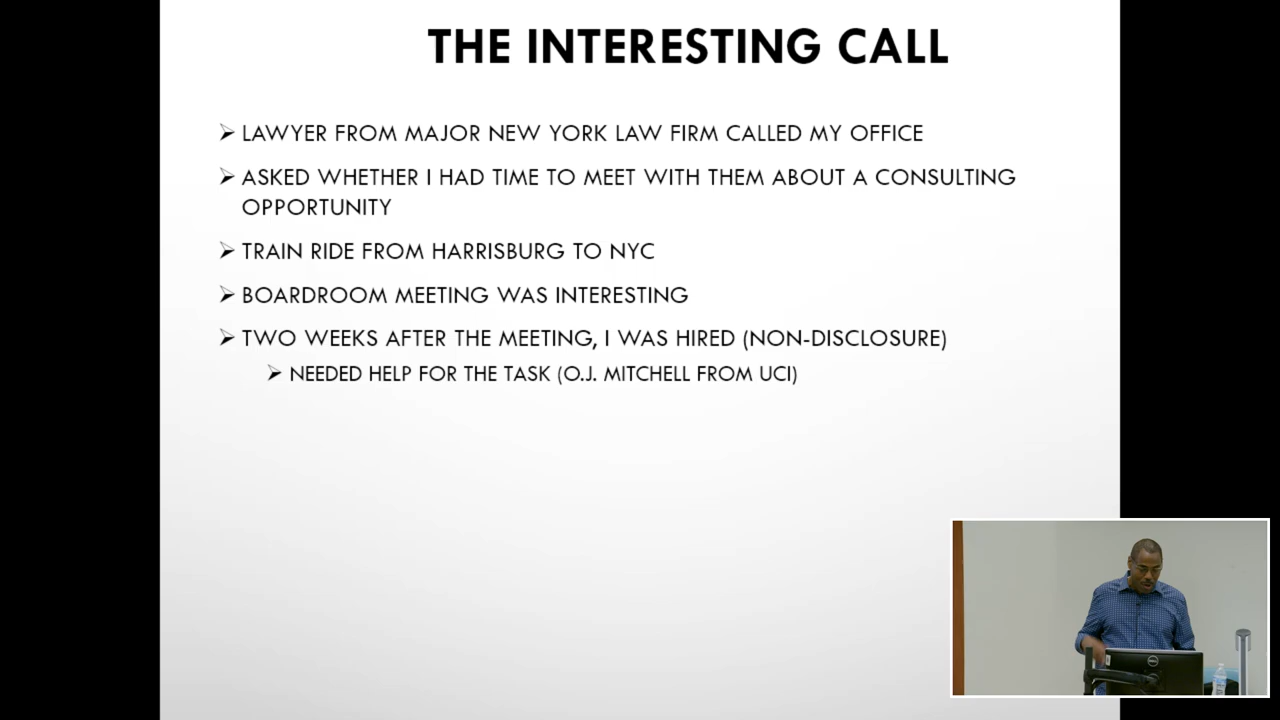 THE INTERESTING CALL
➢ LAWYER FROM MAJOR NEW YORK LAW FIRM CALLED MY OFFICE
➢ ASKED WHETHER I HAD TIME TO MEET WITH THEM ABOUT A CONSULTING
OPPORTUNITY
➢ TRAIN RIDE FROM HARRISBURG TO NYC
➢ BOARDROOM MEETING WAS INTERESTING
➢ TWO WEEKS AFTER THE MEETING, I WAS HIRED (NON-DISCLOSURE)
➢ NEEDED HELP FOR THE TASK (O.J. MITCHELL FROM UCI)
DELL